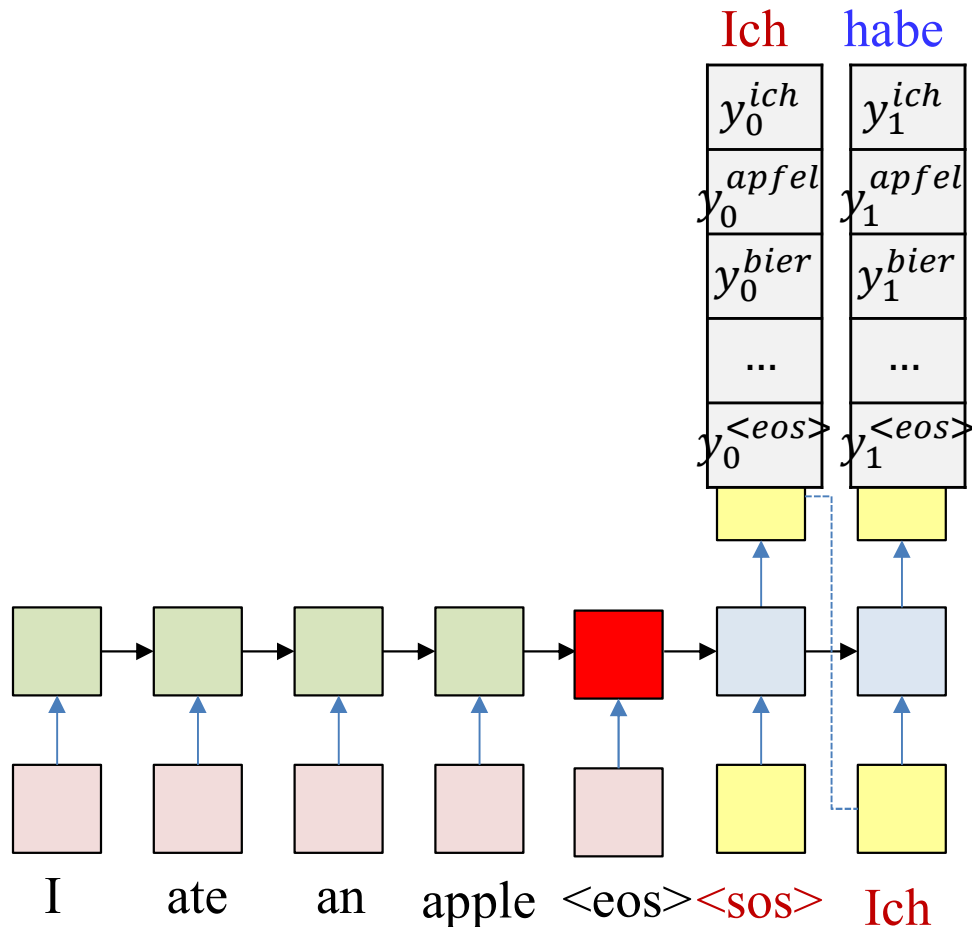 Ich habe
y_0^{ich} y_1^{ich}
y_0^{apfel} y_1^{apfel}
y_0^{bier} y_1^{bier}
... ...
y_0^{<eos>} y_1^{<eos>}
I ate an apple <eos> <sos> Ich